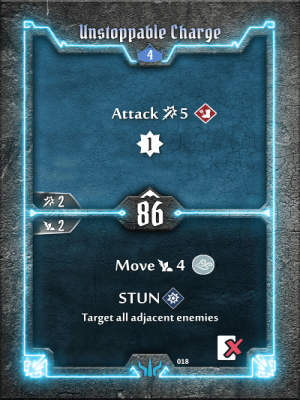 Unstoppable Charge
4
Attack 5
1
2
86
2
Move 4
STUN
Target all adjacent enemies
018